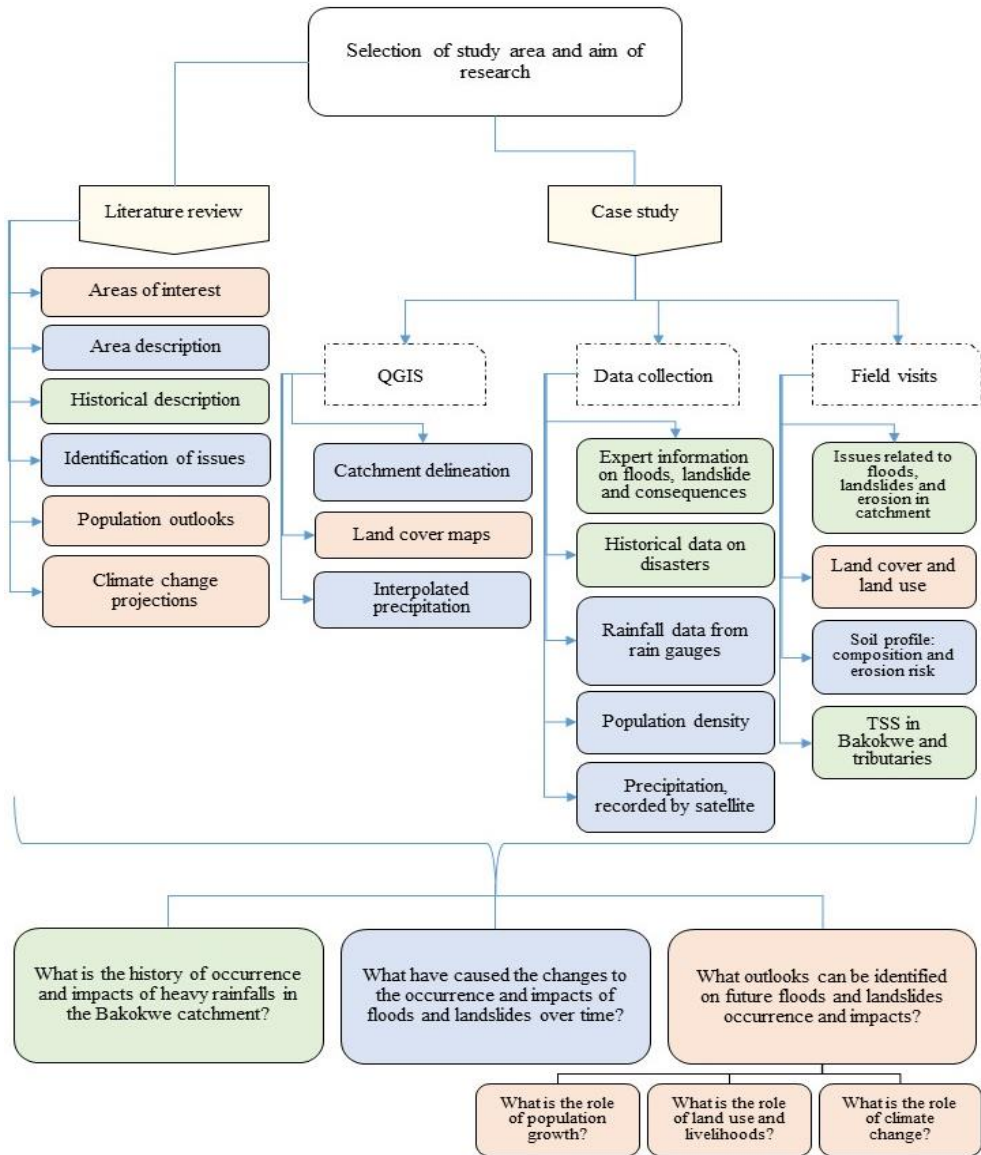 Selection of study area and aim of
research
Literature review
Case study
Areas of interest
Area description
Historical description
Identification of issues
Population outlooks
Climate change
projections
QGIS
Catchment delineation
Land cover maps
Interpolated
precipitation
Data collection
Expert information
on floods, landslide
and consequences
Historical data on
disasters
Rainfall data from
rain gauges
Population density
Precipitation,
recorded by satellite
Field visits
Issues related to
floods,
landslides and
erosion in
catchment
Land cover and
land use
Soil profile:
composition and
erosion risk
TSS in
Bakokwe and
tributaries
What is the history of occurrence
and impacts of heavy rainfalls in
the Bakokwe catchment?
What have caused the changes to
the occurrence and impacts of
floods and landslides over time?
What outlooks can be identified
on future floods and landslides
occurrence and impacts?
What is the role
of population
growth?
What is the role
of land use and
livelihoods?
What is the role
of climate
change?